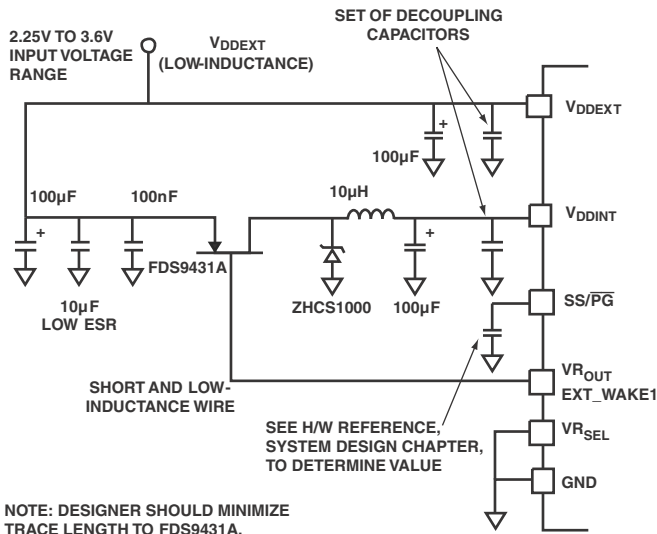 2.25V TO 3.6V
INPUT VOLTAGE
RANGE
VDDEXT
(LOW-INDUCTANCE)
SET OF DECOUPLING
CAPACITORS
VDDEXT
+
100µF
100µF
100nF
10µH
VDDINT
+
+
FDS9431A
10µF
LOW ESR
ZHCS1000
100µF
SS/PG
SHORT AND LOW-
INDUCTANCE WIRE
VROUT
EXT_WAKE1
SEE H/W REFERENCE,
SYSTEM DESIGN CHAPTER,
TO DETERMINE VALUE
VRSEL
GND
NOTE: DESIGNER SHOULD MINIMIZE
TRACE LENGTH TO FDS9431A.